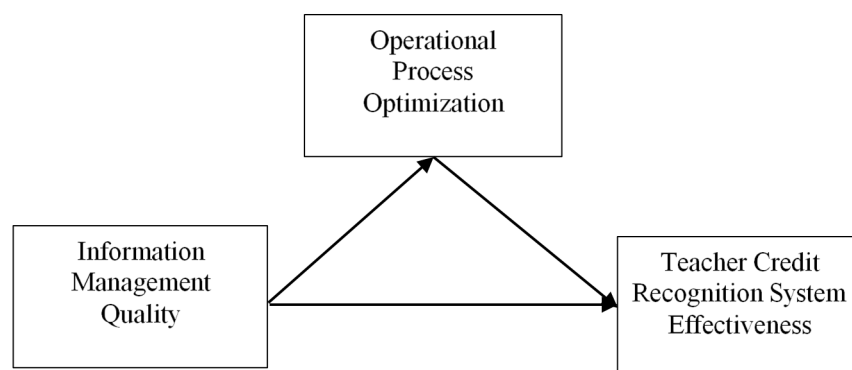 Operational
Process
Optimization
Information
Management
Quality
Teacher Credit
Recognition System
Effectiveness